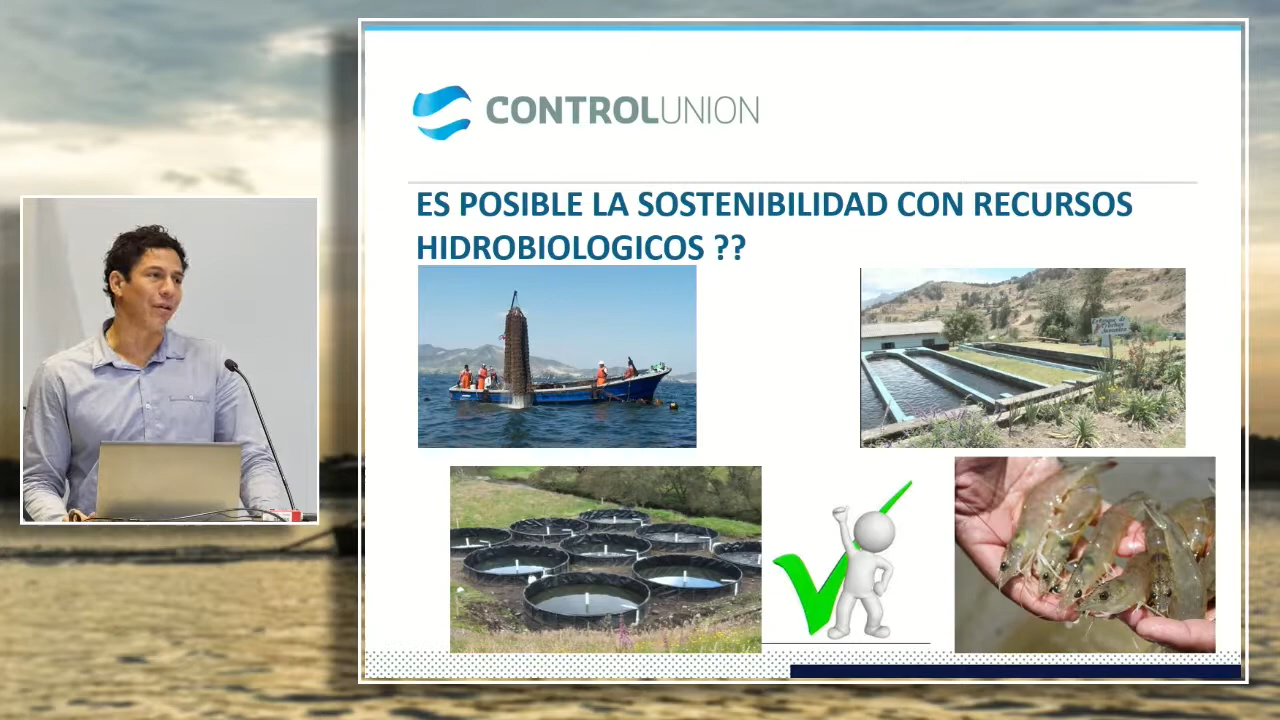 CONTROLUNION
ES POSIBLE LA SOSTENIBILIDAD CON RECURSOS
HIDROBIOLOGICOS ??